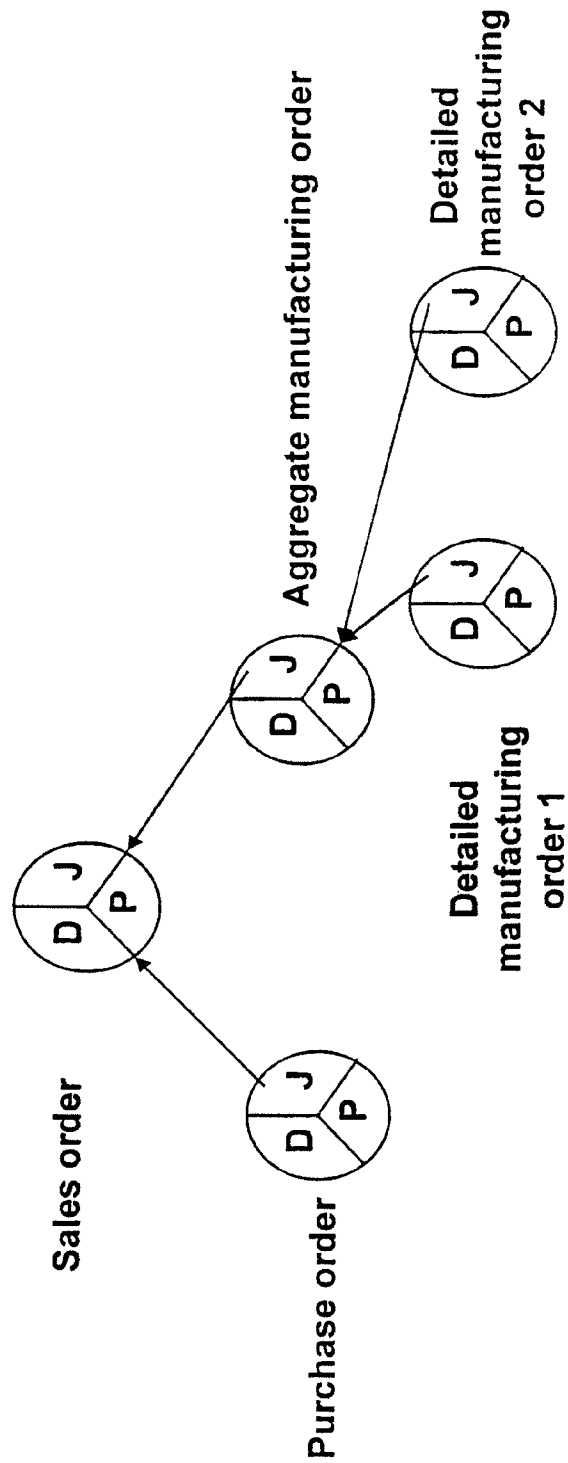 Sales order
D J
P
Purchase order
D J
P
Aggregate manufacturing order
D J
P
Detailed
manufacturing
order 1
D J
P
Detailed
manufacturing
order 2
D J
P